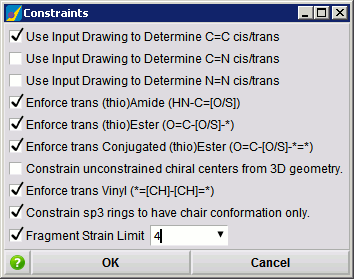 Constraints
Use Input Drawing to Determine C=C cis/trans
Use Input Drawing to Determine C=N cis/trans
Use Input Drawing to Determine N=N cis/trans
Enforce trans (thio)Amide (HN-C=[O/S])
Enforce trans (thio)Ester (O=C-[O/S]-*)
Enforce trans Conjugated (thio)Ester (O=C-[O/S]-*=*)
Constrain unconstrained chiral centers from 3D geometry.
Enforce trans Vinyl (*=[CH]-[CH]=*)
Constrain sp3 rings to have chair conformation only.
Fragment Strain Limit 4
? OK Cancel